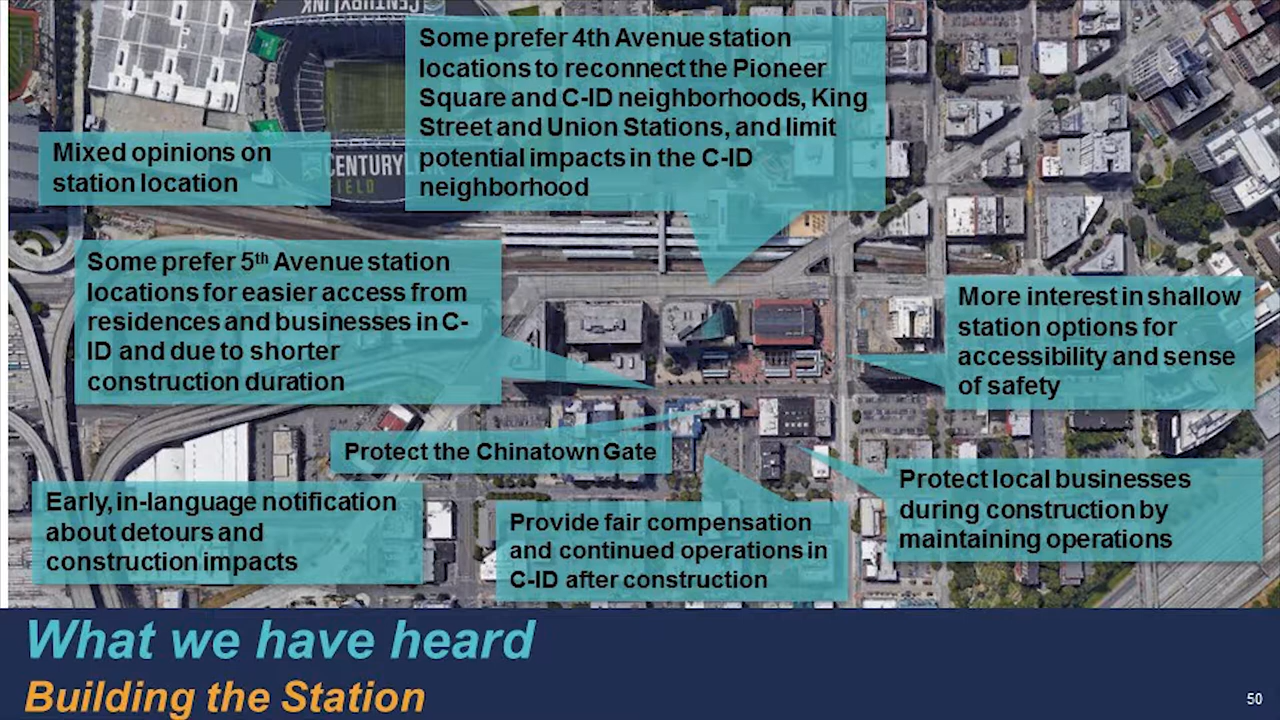 CENTURYLINK
Some prefer 4th Avenue station
locations to reconnect the Pioneer
Square and C-ID neighborhoods, King
Street and Union Stations, and limit
potential impacts in the C-ID
neighborhood
Mixed opinions on
station location
CENTURYL
FIELD
Some prefer 5th Avenue station
locations for easier access from
residences and businesses in C-
ID and due to shorter
construction duration
More interest in shallow
station options for
accessibility and sense
of safety
Protect the Chinatown Gate
Early, in-language notification
about detours and
construction impacts
Provide fair compensation
and continued operations in
C-ID after construction
Protect local businesses
during construction by
maintaining operations
What we have heard
Building the Station
50